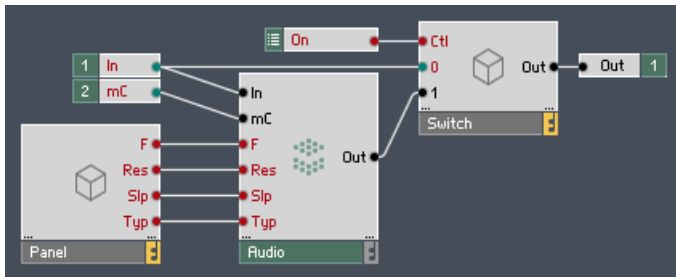 On
Ctl
1 In
0
Out
Out 1
2 mC
In
1
mC
Switch
F
F
Res
Res
Out
Slp
Slp
Typ
Typ
Panel
Audio